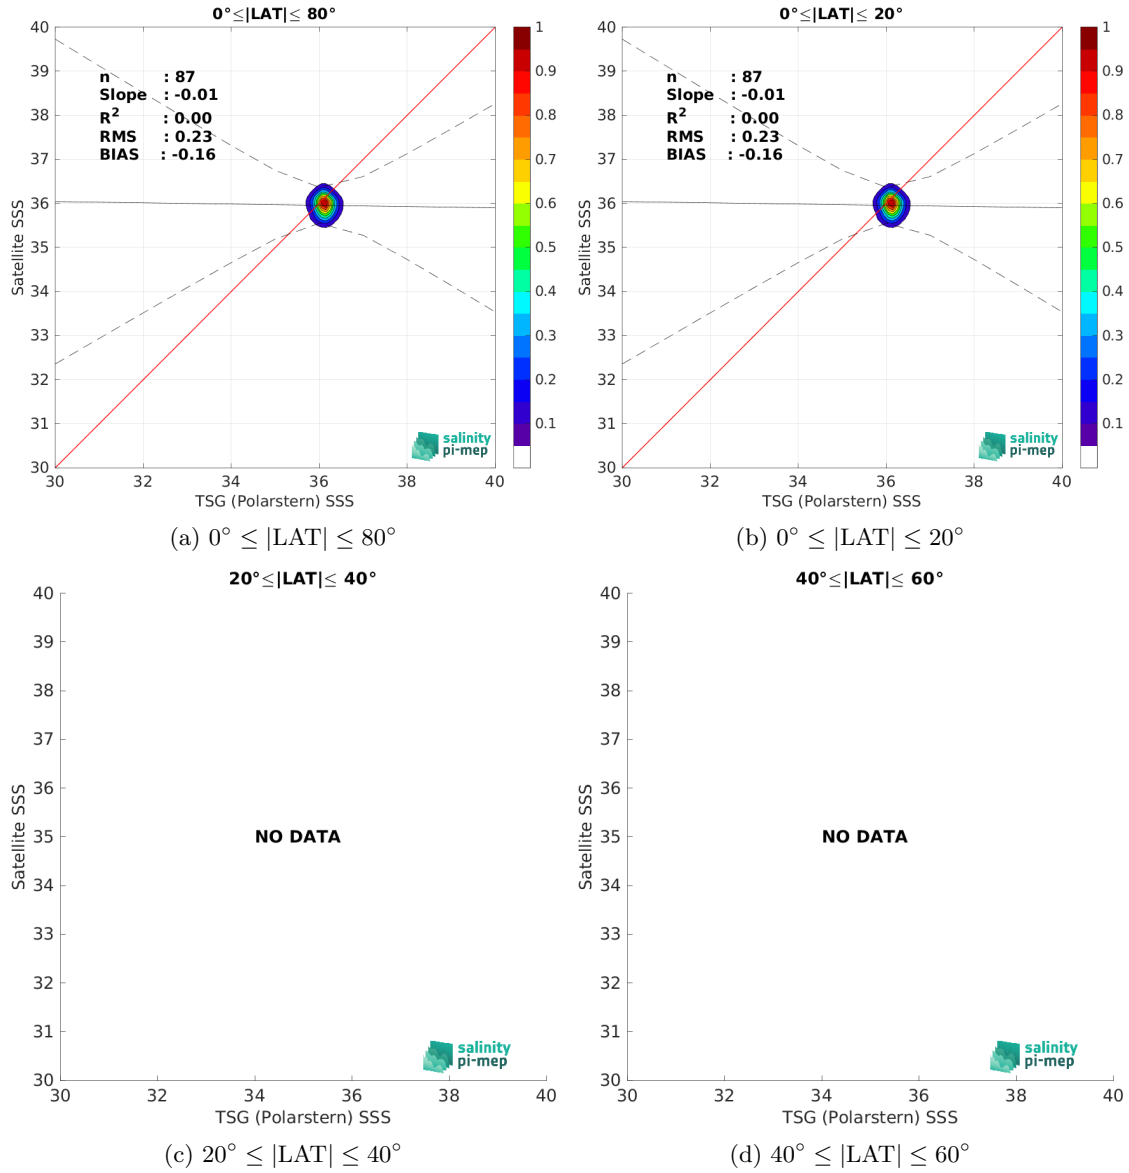 0°≤|LAT|≤ 80°
n : 87
Slope : -0.01
R² : 0.00
RMS : 0.23
BIAS : -0.16
40
39
38
37
36
35
34
33
32
31
30
Satellite SSS
30 32 34 36 38 40
TSG (Polarstern) SSS
1
0.9
0.8
0.7
0.6
0.5
0.4
0.3
0.2
0.1
salinity
pi-mep
(a) 0° ≤ |LAT| ≤ 80°
0°≤|LAT|≤ 20°
n : 87
Slope : -0.01
R² : 0.00
RMS : 0.23
BIAS : -0.16
40
39
38
37
36
35
34
33
32
31
30
Satellite SSS
30 32 34 36 38 40
TSG (Polarstern) SSS
1
0.9
0.8
0.7
0.6
0.5
0.4
0.3
0.2
0.1
salinity
pi-mep
(b) 0° ≤ |LAT| ≤ 20°
20°≤|LAT|≤ 40°
40
39
38
37
36
35
34
33
32
31
30
Satellite SSS
NO DATA
salinity
pi-mep
30 32 34 36 38 40
TSG (Polarstern) SSS
(c) 20° ≤ |LAT| ≤ 40°
40°≤|LAT|≤ 60°
40
39
38
37
36
35
34
33
32
31
30
Satellite SSS
NO DATA
salinity
pi-mep
30 32 34 36 38 40
TSG (Polarstern) SSS
(d) 40° ≤ |LAT| ≤ 60°